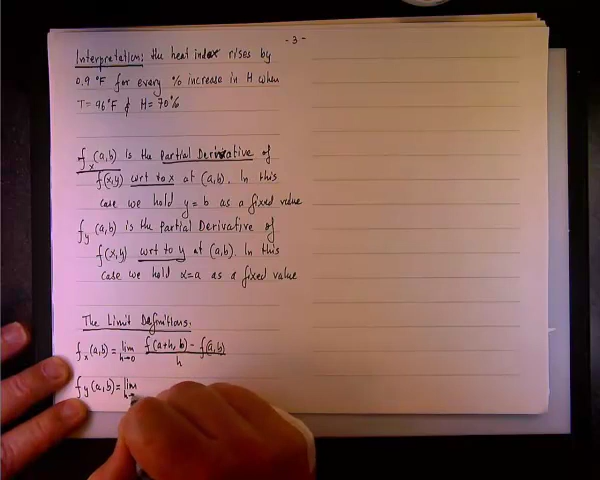 -3-
Interpretation: the heat index rises by
0.9 °F for every % increase in H when
T = 96 °F & H = 70%
f_x(a,b) is the Partial Derivative of
f(x,y) wrt to x at (a,b). In this
case we hold y = b as a fixed value
f_y(a,b) is the Partial Derivative of
f(x,y) wrt to y at (a,b). In this
case we hold x = a as a fixed value
The Limit Definitions.
f_x(a,b) = lim h→0 f(a+h, b) - f(a,b) / h
f_y(a,b) = lim h→